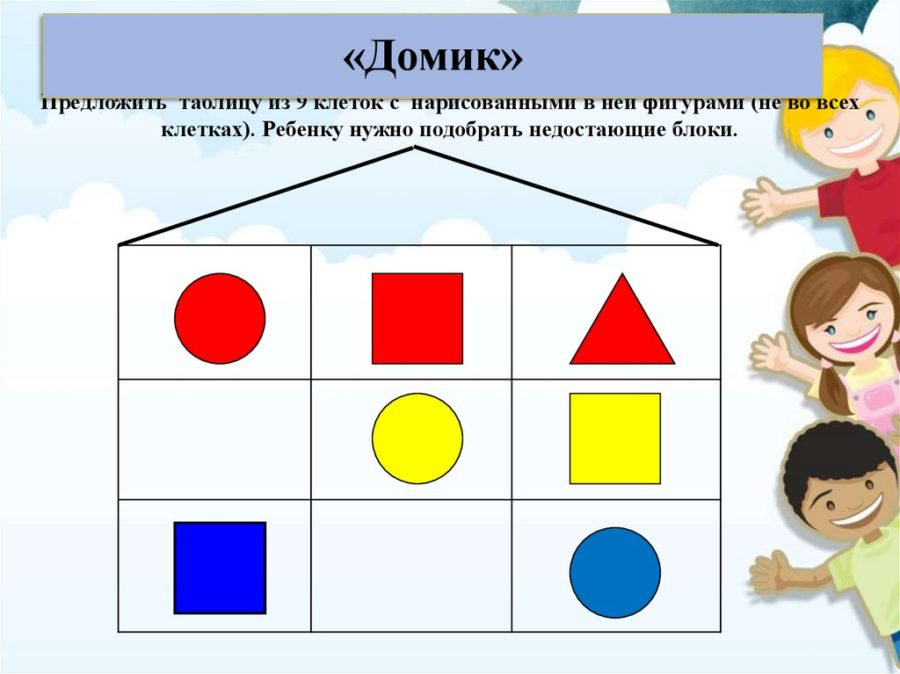 «Домик»
Предложить таблицу из 9 клеток с нарисованными в ней фигурами (не во всех
клетках). Ребенку нужно подобрать недостающие блоки.